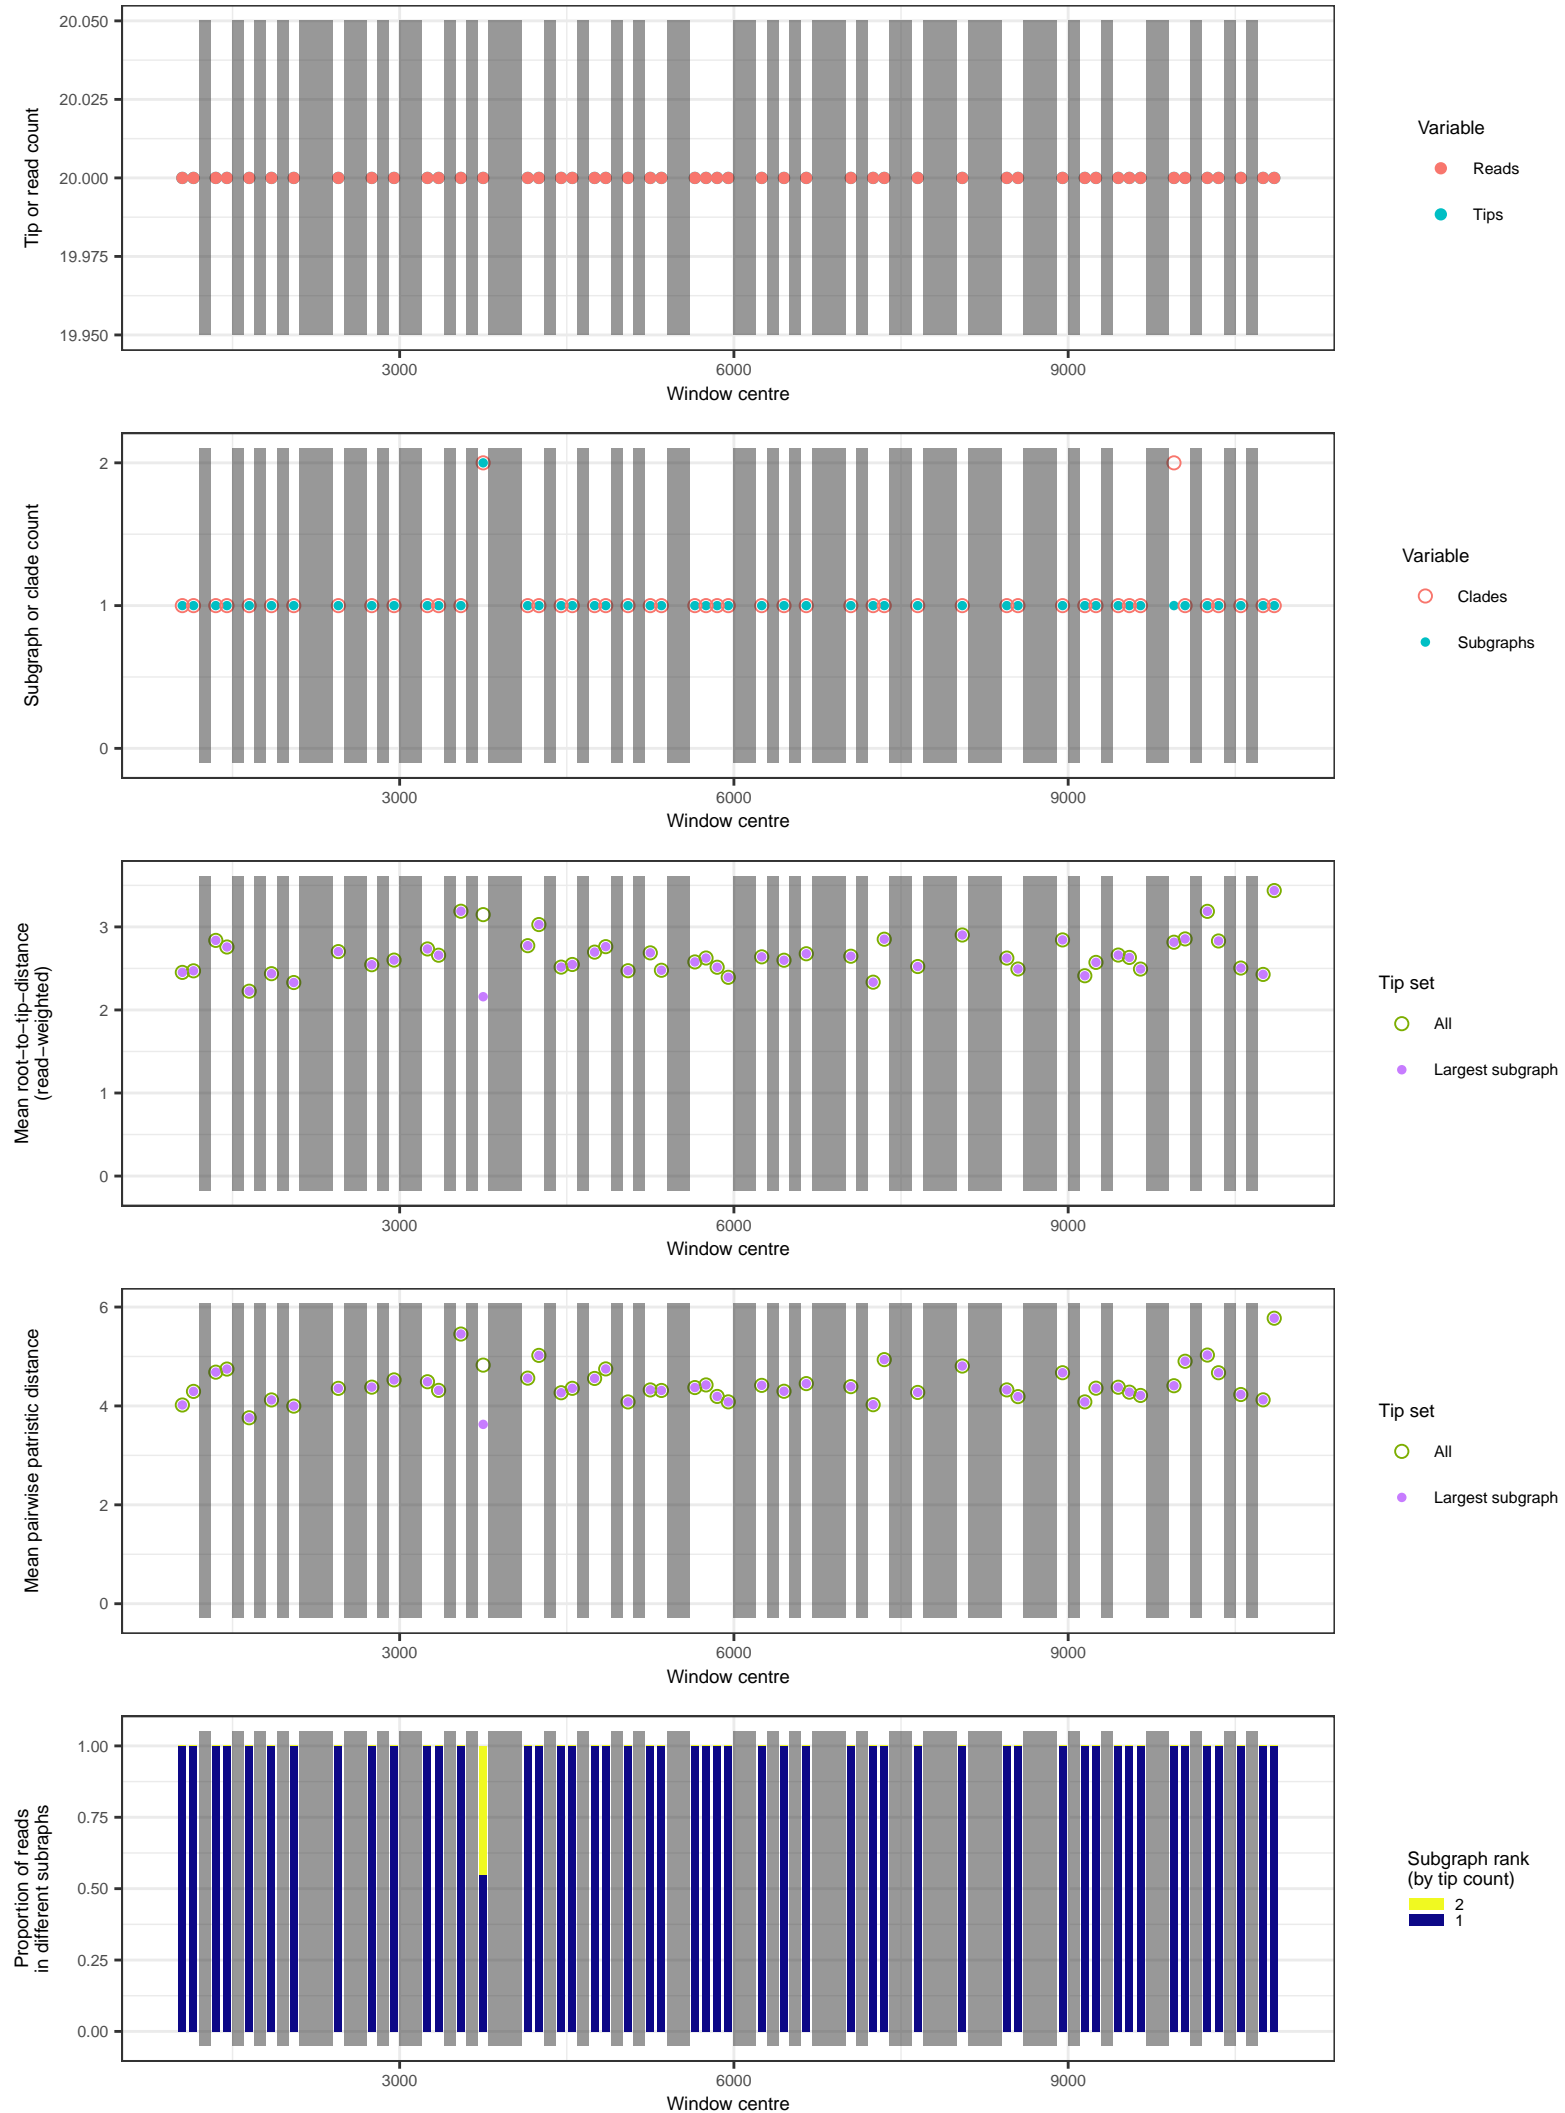 20.050
20.025
20.000
19.975
19.950
Tip or read count
3000
6000
9000
Window centre
Variable
Reads
Tips
2
1
0
Subgraph or clade count
3000
6000
9000
Window centre
Variable
Clades
Subgraphs
3
2
1
0
Mean root−to−tip−distance
(read−weighted)
3000
6000
9000
Window centre
Tip set
All
Largest subgraph
6
4
2
0
Mean pairwise patristic distance
3000
6000
9000
Window centre
Tip set
All
Largest subgraph
1.00
0.75
0.50
0.25
0.00
Proportion of reads
in different subraphs
3000
6000
9000
Window centre
Subgraph rank
(by tip count)
2
1